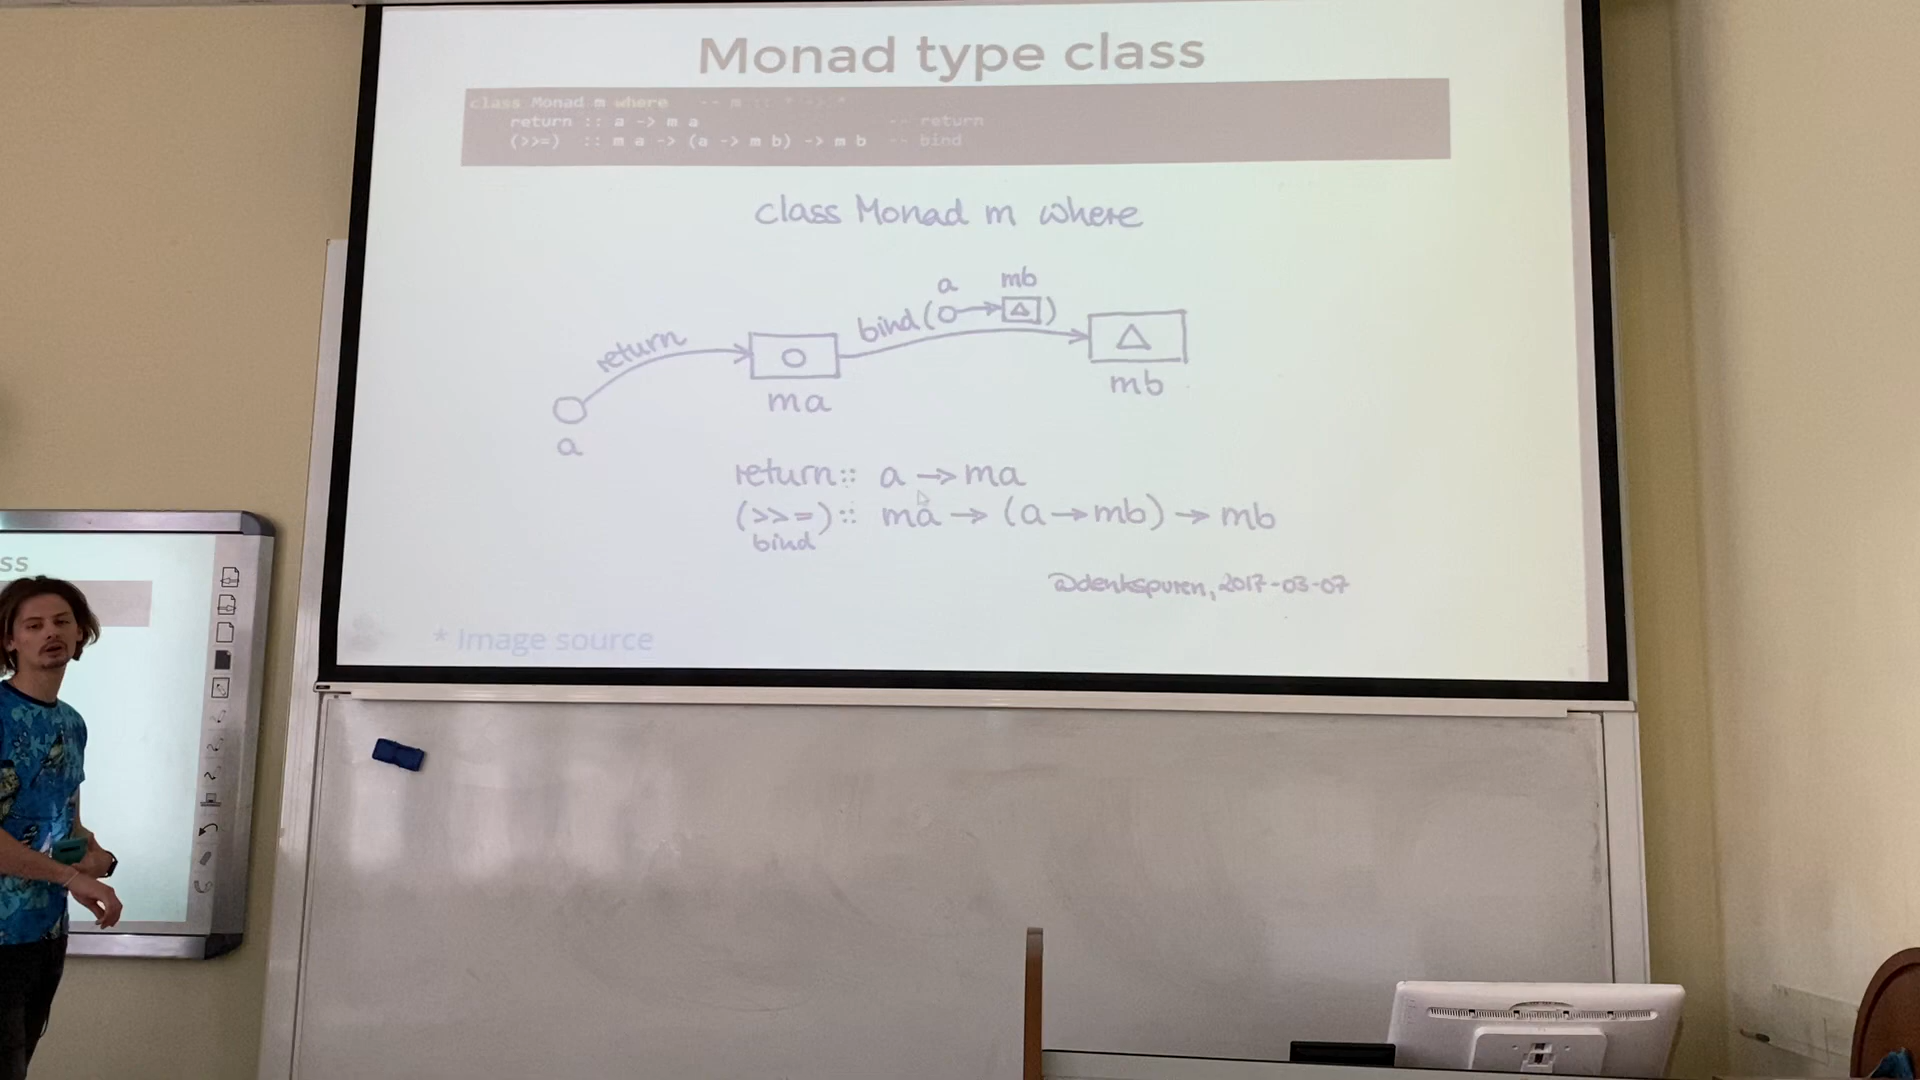 Monad type class
class Monad m where -- m :: * -> *
return :: a -> m a -- return
(>>=) :: m a -> (a -> m b) -> m b -- bind
class Monad m where
a mb
bind ( )
return
mb
ma
a
return :: a → ma
(>>=) :: ma → (a → mb) → mb
bind
@denkspuren, 2017-03-07
* Image source
ss